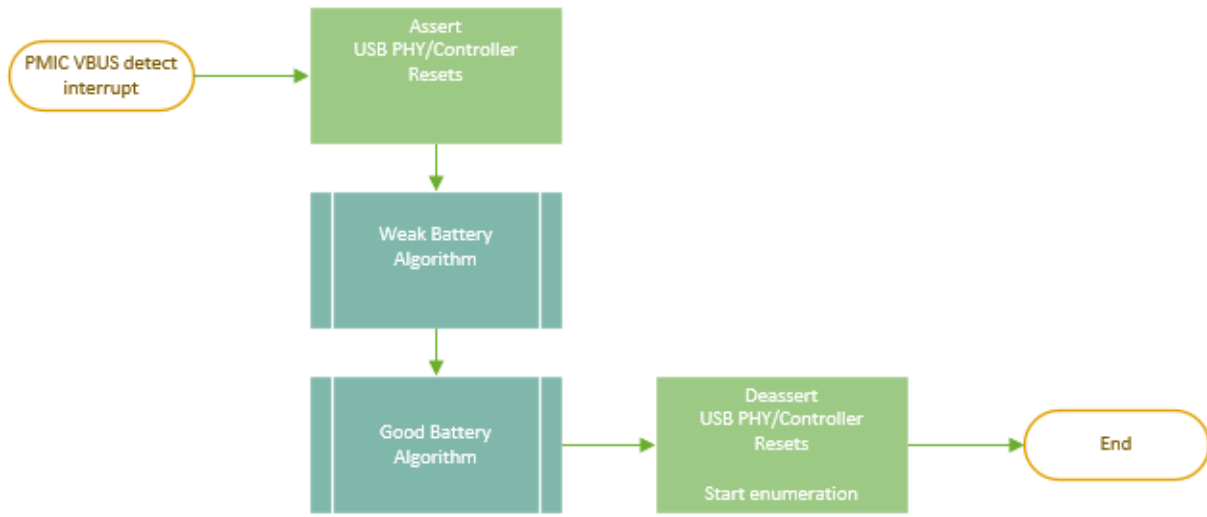 PMIC VBUS detect
interrupt
Assert
USB PHY/Controller
Resets
Weak Battery
Algorithm
Good Battery
Algorithm
Deassert
USB PHY/Controller
Resets
Start enumeration
End